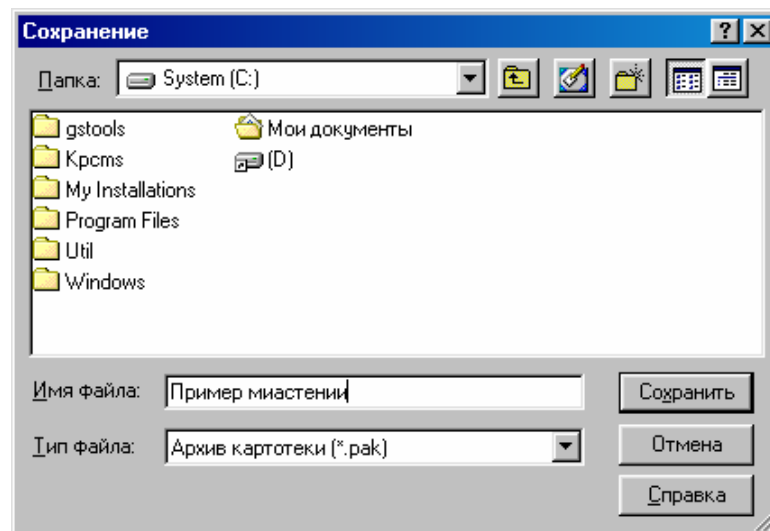 Сохранение
Папка: System (C:)
gstools
Kpcms
My Installations
Program Files
Util
Windows
Мои документы
(D)
Имя файла: Пример миастении
Сохранить
Тип файла: Архив картотеки (*.pak)
Отмена
Справка